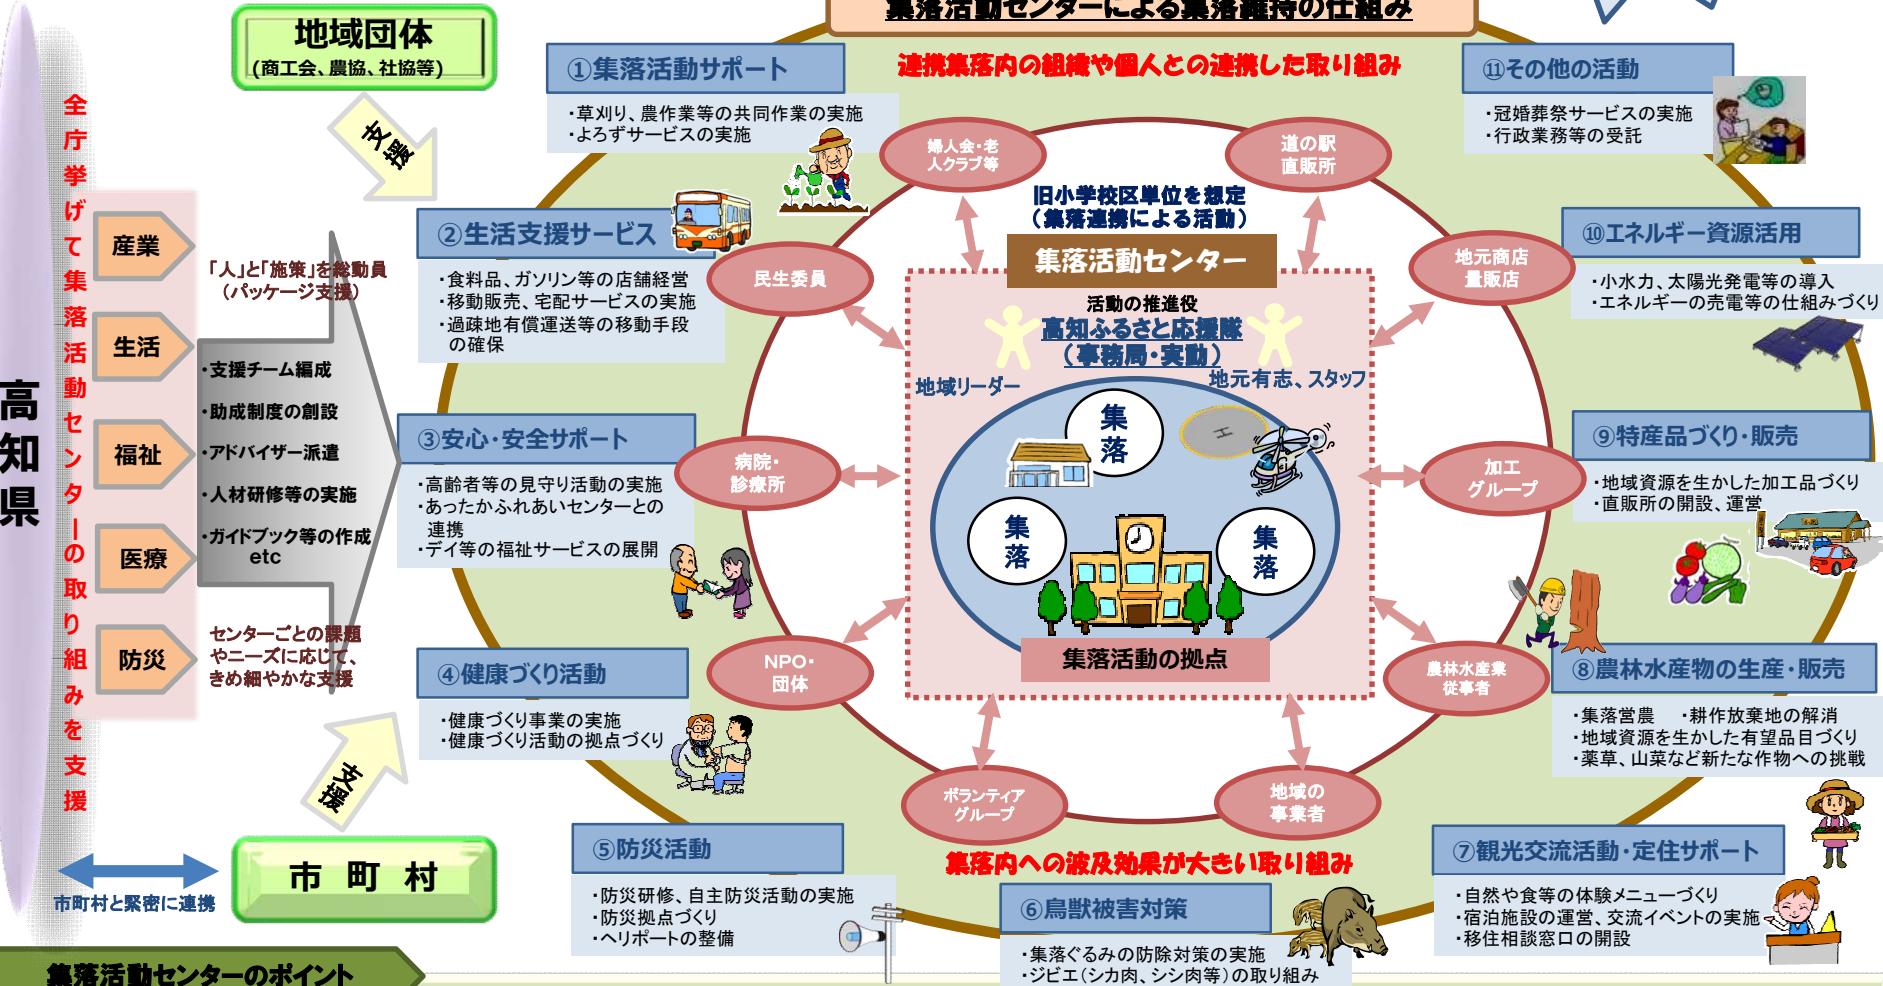 集落活動センターによる集落維持の仕組み
地域団体
(商工会、農協、社協等)
支援
高知県
全庁挙げて集落活動センターの取り組みを支援
産業
生活
福祉
医療
防災
「人」と「施策」を総動員
(パッケージ支援)
・支援チーム編成
・助成制度の創設
・アドバイザー派遣
・人材研修等の実施
・ガイドブック等の作成
etc
センターごとの課題
やニーズに応じて、
きめ細やかな支援
支援
市町村
市町村と緊密に連携
連携集落内の組織や個人との連携した取り組み
①集落活動サポート
・草刈り、農作業等の共同作業の実施
・よろずサービスの実施
②生活支援サービス
・食料品、ガソリン等の店舗経営
・移動販売、宅配サービスの実施
・過疎地有償運送等の移動手段
の確保
③安心・安全サポート
・高齢者等の見守り活動の実施
・あったかふれあいセンターとの
連携
・デイ等の福祉サービスの展開
④健康づくり活動
・健康づくり事業の実施
・健康づくり活動の拠点づくり
⑤防災活動
・防災研修、自主防災活動の実施
・防災拠点づくり
・ヘリポートの整備
⑥鳥獣被害対策
・集落ぐるみの防除対策の実施
・ジビエ(シカ肉、シシ肉等)の取り組み
⑦観光交流活動・定住サポート
・自然や食等の体験メニューづくり
・宿泊施設の運営、交流イベントの実施
・移住相談窓口の開設
⑧農林水産物の生産・販売
・集落営農 ・耕作放棄地の解消
・地域資源を生かした有望品目づくり
・薬草、山菜など新たな作物への挑戦
⑨特産品づくり・販売
・地域資源を生かした加工品づくり
・直販所の開設、運営
⑩エネルギー資源活用
・小水力、太陽光発電等の導入
・エネルギーの売電等の仕組みづくり
⑪その他の活動
・冠婚葬祭サービスの実施
・行政業務等の受託
婦人会・老
人クラブ等
道の駅
直販所
民生委員
地元商店
量販店
病院・
診療所
加工
グループ
NPO・
団体
農林水産業
従事者
ボランティア
グループ
地域の
事業者
旧小学校区単位を想定
(集落連携による活動)
集落活動センター
活動の推進役
高知ふるさと応援隊
(事務局・実動)
地域リーダー
地元有志、スタッフ
集落
H
集落
集落
集落活動の拠点
集落内への波及効果が大きい取り組み
集落活動センターのポイント